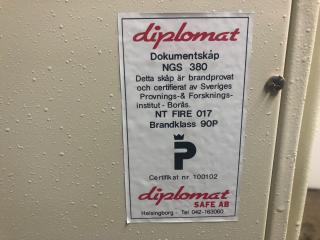 diplomat
Dokumentskåp
NGS 380
Detta skåp är brandprovat
och certifierat av Sveriges
Provnings-& Forsknings-
institut - Borås.
NT FIRE 017
Brandklass 90P
P
Certifikat nr 100102
diplomat
SAFE AB
Helsingborg - Tel 042-163060